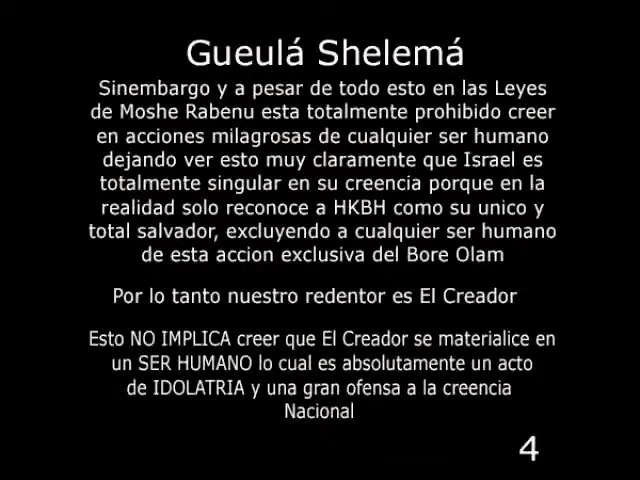 Gueulá Shelemá
Sinembargo y a pesar de todo esto en las Leyes
de Moshe Rabenu esta totalmente prohibido creer
en acciones milagrosas de cualquier ser humano
dejando ver esto muy claramente que Israel es
totalmente singular en su creencia porque en la
realidad solo reconoce a HKBH como su unico y
total salvador, excluyendo a cualquier ser humano
de esta accion exclusiva del Bore Olam
Por lo tanto nuestro redentor es El Creador
Esto NO IMPLICA creer que El Creador se materialice en
un SER HUMANO lo cual es absolutamente un acto
de IDOLATRIA y una gran ofensa a la creencia
Nacional
4